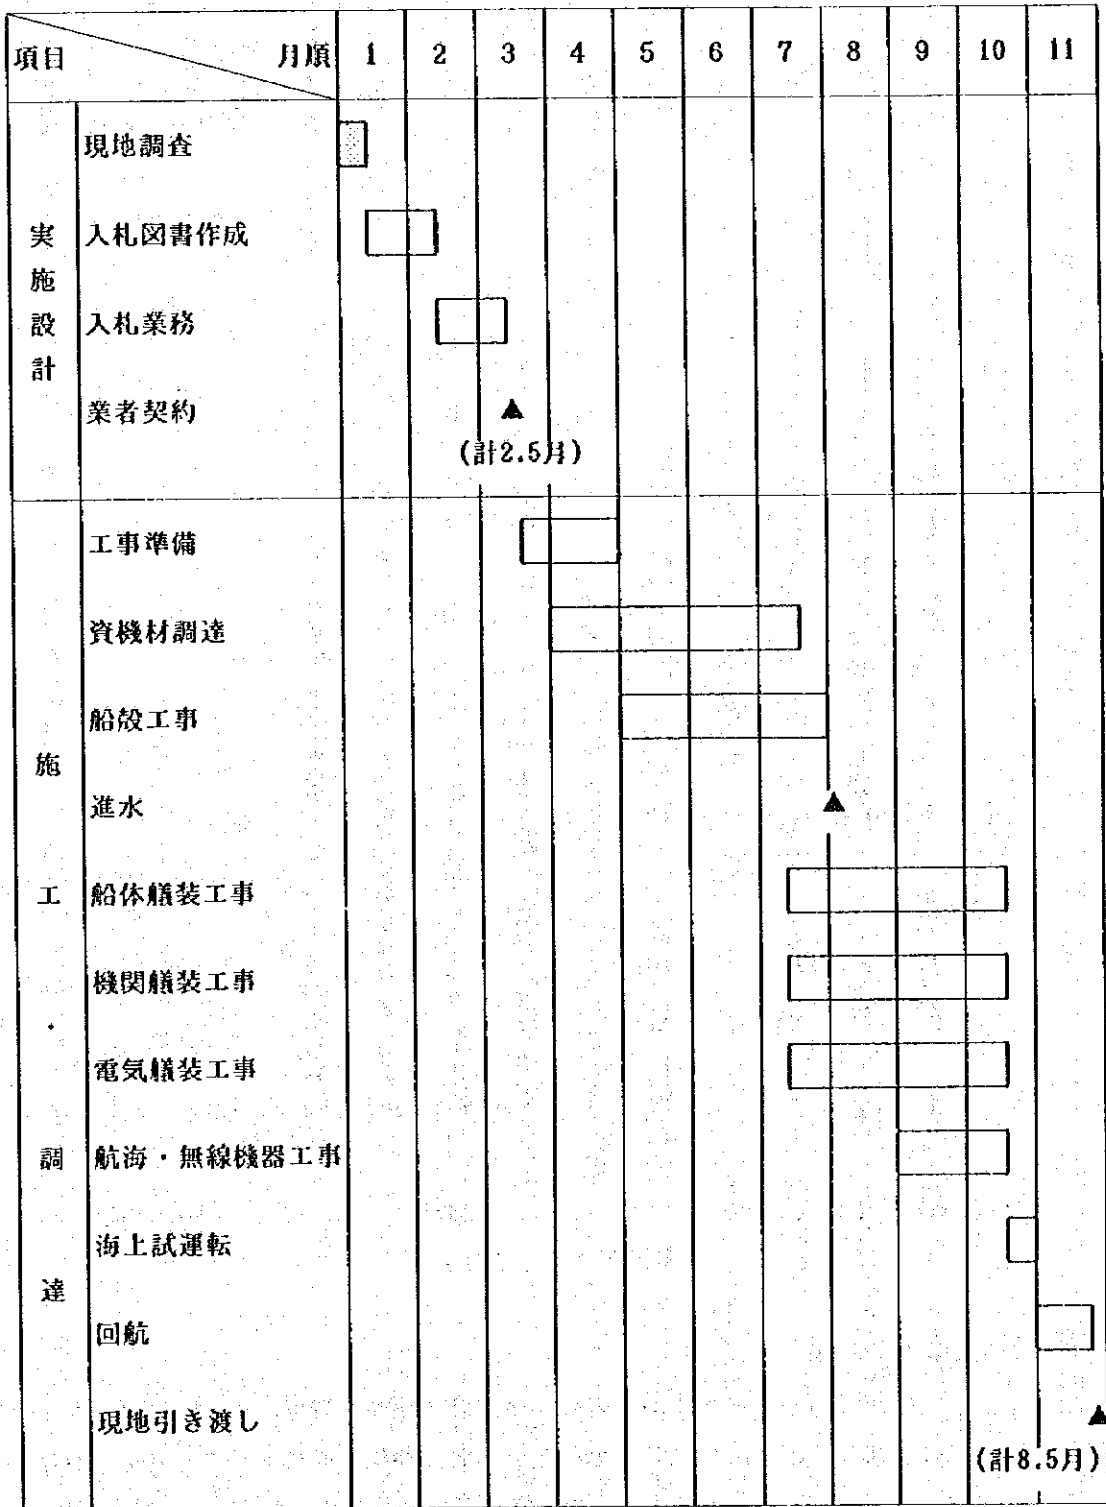 項目 月順 1 2 3 4 5 6 7 8 9 10 11
実施設計
現地調査
入札図書作成
入札業務
業者契約
▲
(計2.5月)
施工・調達
工事準備
資機材調達
船殻工事
進水
▲
船体艤装工事
機関艤装工事
電気艤装工事
航海・無線機器工事
海上試運転
回航
現地引き渡し
▲
(計8.5月)